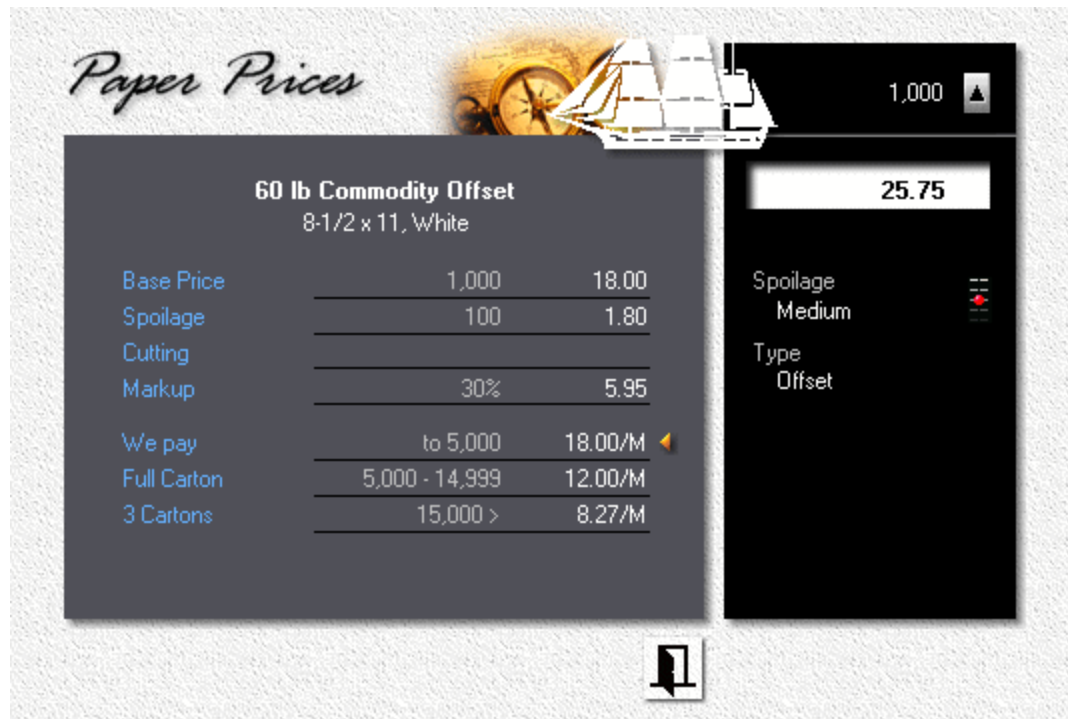 Paper Prices
1,000
60 lb Commodity Offset
8-1/2 x 11, White
Base Price 1,000 18.00
Spoilage 100 1.80
Cutting
Markup 30% 5.95
We pay to 5,000 18.00/M
Full Carton 5,000 - 14,999 12.00/M
3 Cartons 15,000 > 8.27/M
25.75
Spoilage
Medium
Type
Offset